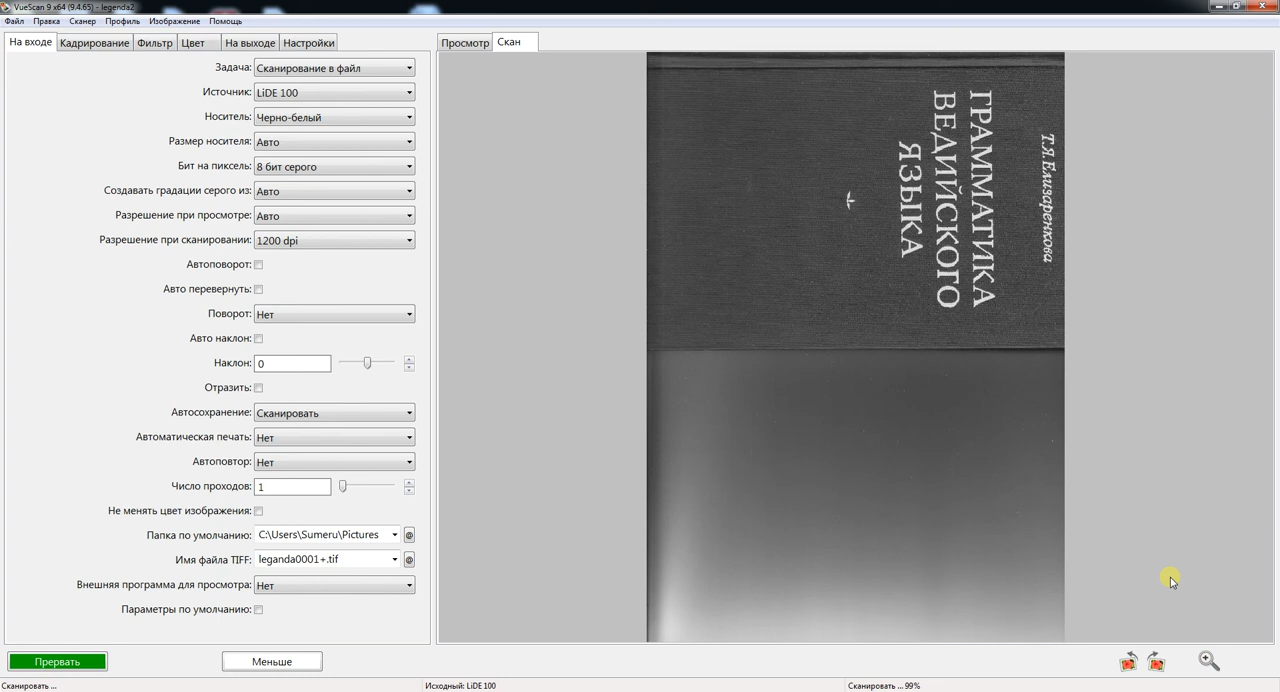 VueScan 9 x64 (9.4.65) - legenda2
Файл Правка Сканер Профиль Изображение Помощь
На входе Кадрирование Фильтр Цвет На выходе Настройки
Просмотр Скан
Задача: Сканирование в файл
Источник: LiDE 100
Носитель: Черно-белый
Размер носителя: Авто
Бит на пиксель: 8 бит серого
Создавать градации серого из: Авто
Разрешение при просмотре: Авто
Разрешение при сканировании: 1200 dpi
Автоповорот:
Авто перевернуть:
Поворот: Нет
Авто наклон:
Наклон: 0
Отразить:
Автосохранение: Сканировать
Автоматическая печать: Нет
Автоповтор: Нет
Число проходов: 1
Не менять цвет изображения:
Папка по умолчанию: C:\Users\Sumeru\Pictures @
Имя файла TIFF: leganda0001+.tif @
Внешняя программа для просмотра: Нет
Параметры по умолчанию:
Т.Я.Елизаренкова
ГРАММАТИКА
ВЕДИЙСКОГО
ЯЗЫКА
Прервать Меньше
Сканировать ... Исходный: LiDE 100 Сканировать ... 99%